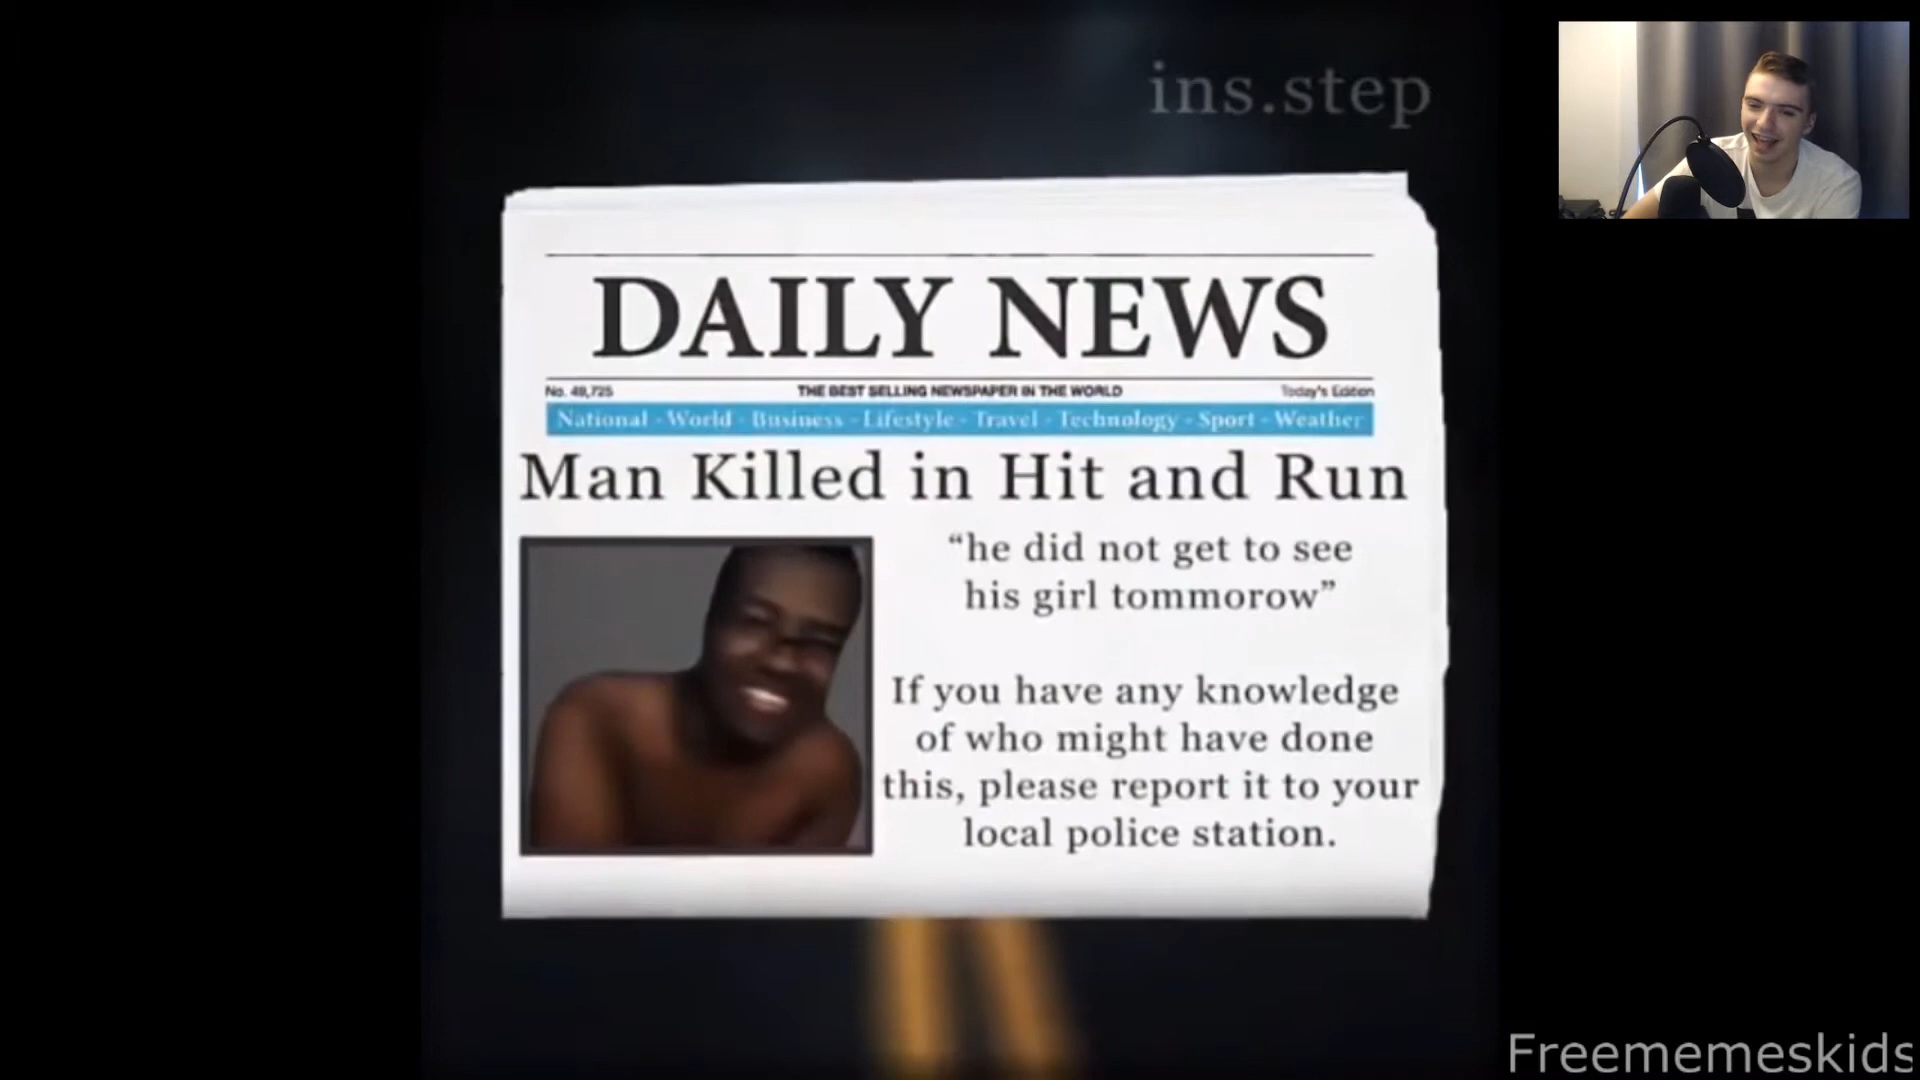 ins.step
DAILY NEWS
No. 49,725
THE BEST SELLING NEWSPAPER IN THE WORLD
Today's Edition
National - World - Business - Lifestyle - Travel - Technology - Sport - Weather
Man Killed in Hit and Run
“he did not get to see
his girl tommorow”
If you have any knowledge
of who might have done
this, please report it to your
local police station.
Freememeskids